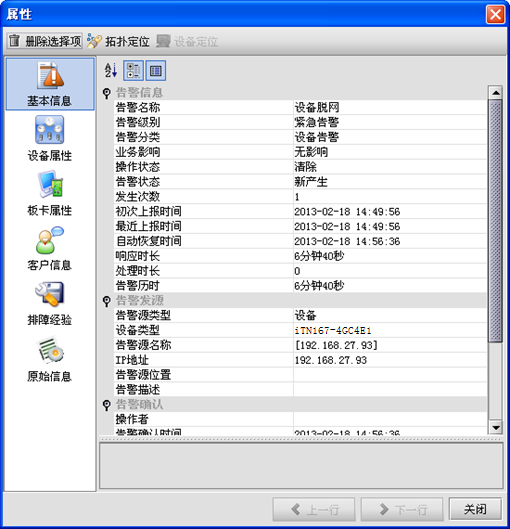 属性
删除选择项 拓扑定位 设备定位
基本信息
设备属性
板卡属性
客户信息
排障经验
原始信息
告警信息
告警名称 设备脱网
告警级别 紧急告警
告警分类 设备告警
业务影响 无影响
操作状态 清除
告警状态 新产生
发生次数 1
初次上报时间 2013-02-18 14:49:56
最近上报时间 2013-02-18 14:49:56
自动恢复时间 2013-02-18 14:56:36
响应时长 6分钟40秒
处理时长 0
告警历时 6分钟40秒
告警发源
告警源类型 设备
设备类型 iTN167-4GC4E1
告警源名称 [192.168.27.93]
IP地址 192.168.27.93
告警源位置
告警描述
告警确认
操作者
告警确认时间 2013-02-18 14:56:36
上一行 下一行 关闭